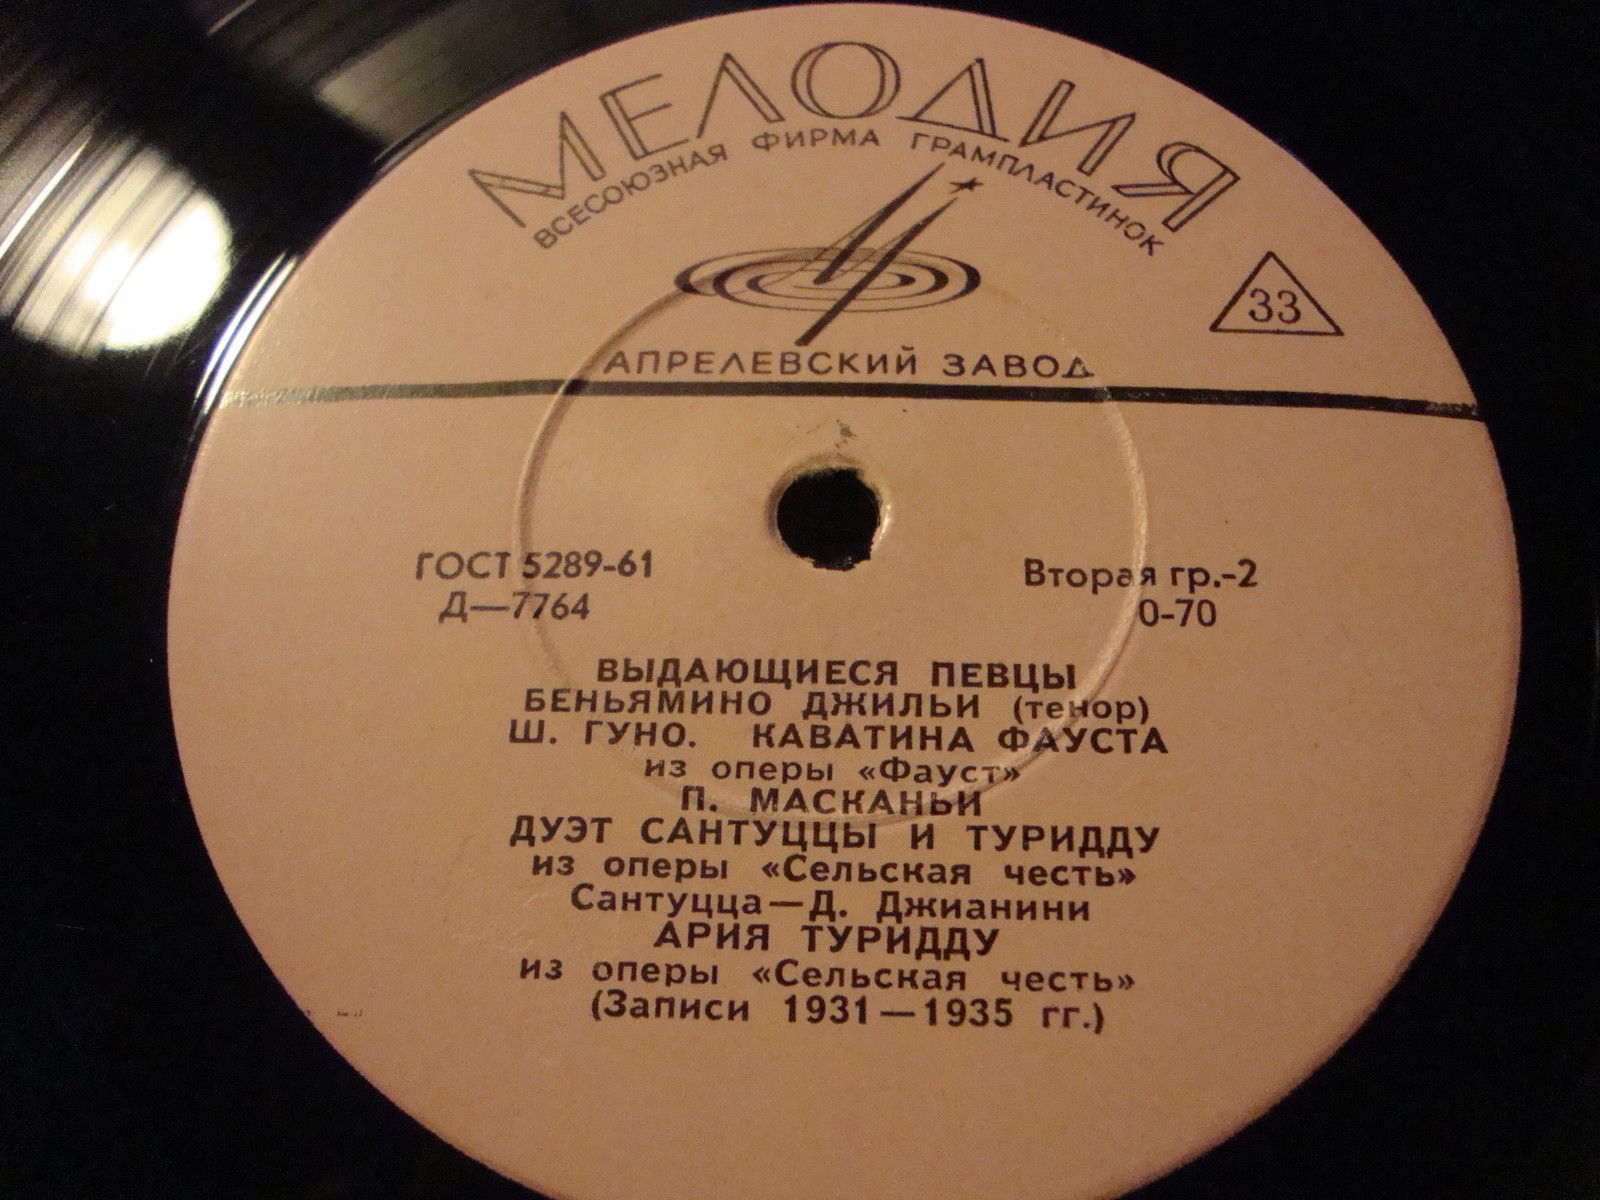 МЕЛОДИЯ
ВСЕСОЮЗНАЯ ФИРМА ГРАМПЛАСТИНОК
33
АПРЕЛЕВСКИЙ ЗАВОД
ГОСТ 5289-61
Д—7764
Вторая гр.-2
0-70
ВЫДАЮЩИЕСЯ ПЕВЦЫ
БЕНЬЯМИНО ДЖИЛЬИ (тенор)
Ш. ГУНО. КАВАТИНА ФАУСТА
из оперы «Фауст»
П. МАСКАНЬИ
ДУЭТ САНТУЦЦЫ И ТУРИДДУ
из оперы «Сельская честь»
Сантуцца—Д. Джианини
АРИЯ ТУРИДДУ
из оперы «Сельская честь»
(Записи 1931—1935 гг.)